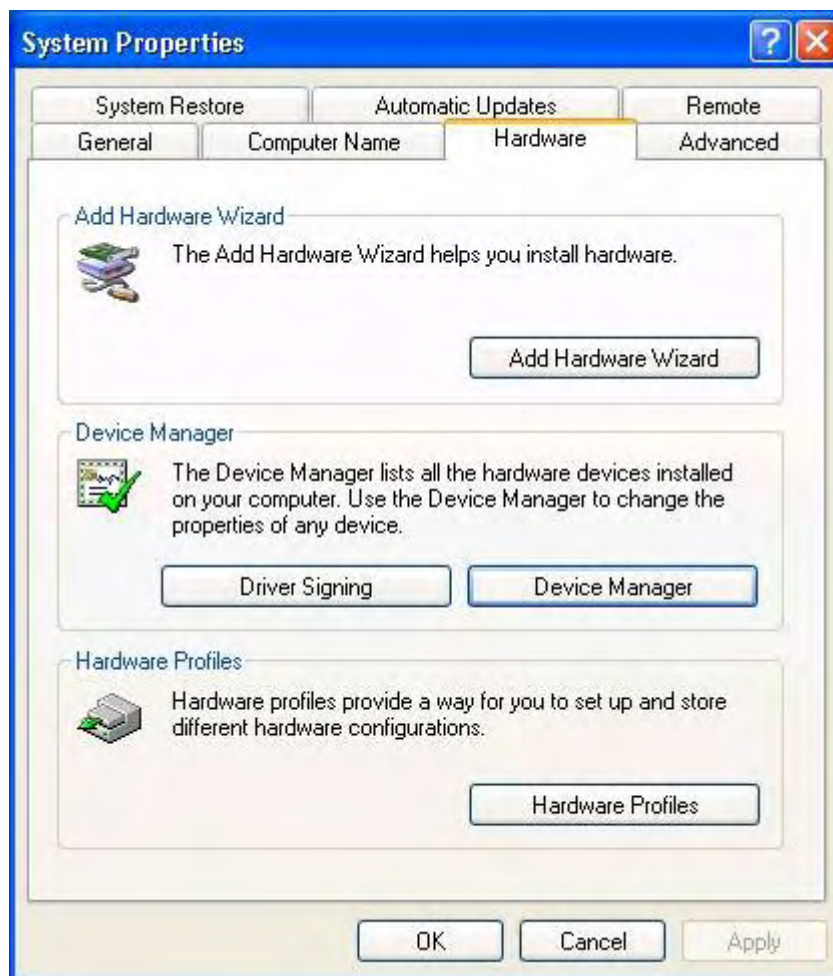 System Properties
System Restore Automatic Updates Remote
General Computer Name Hardware Advanced
Add Hardware Wizard
The Add Hardware Wizard helps you install hardware.
Add Hardware Wizard
Device Manager
The Device Manager lists all the hardware devices installed
on your computer. Use the Device Manager to change the
properties of any device.
Driver Signing Device Manager
Hardware Profiles
Hardware profiles provide a way for you to set up and store
different hardware configurations.
Hardware Profiles
OK Cancel Apply